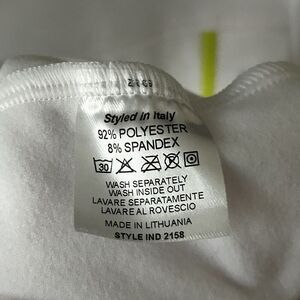 Styled in Italy
92% POLYESTER
8% SPANDEX
30
WASH SEPARATELY
WASH INSIDE OUT
LAVARE SEPARATAMENTE
LAVARE AL ROVESCIO
MADE IN LITHUANIA
STYLE IND 2158